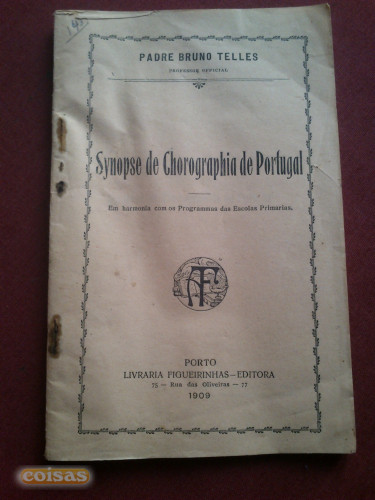 PADRE BRUNO TELLES
PROFESSOR OFFICIAL
Synopse de Chorographia de Portugal
Em harmonia com os Programmas das Escolas Primarias.
AF
PORTO
LIVRARIA FIGUEIRINHAS—EDITORA
75 — Rua das Oliveiras — 77
1909
coisas